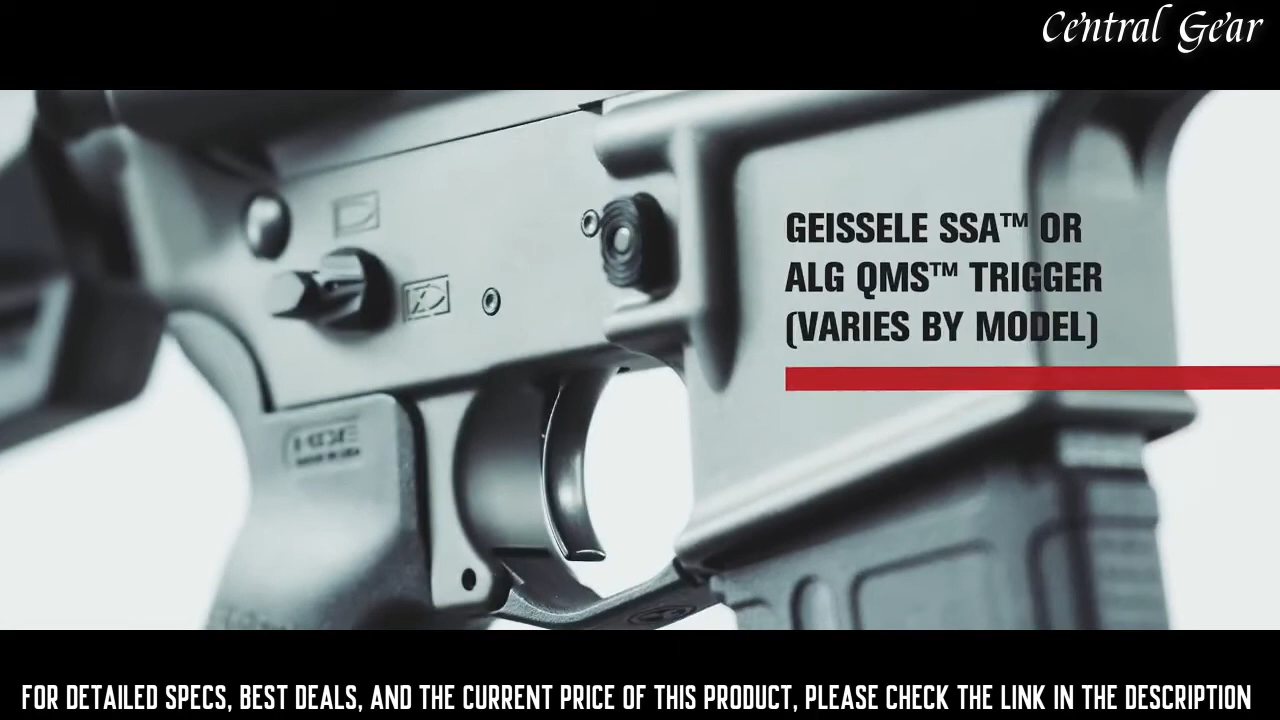 Central Gear
GEISSELE SSA™ OR
ALG QMS™ TRIGGER
(VARIES BY MODEL)
FOR DETAILED SPECS, BEST DEALS, AND THE CURRENT PRICE OF THIS PRODUCT, PLEASE CHECK THE LINK IN THE DESCRIPTION